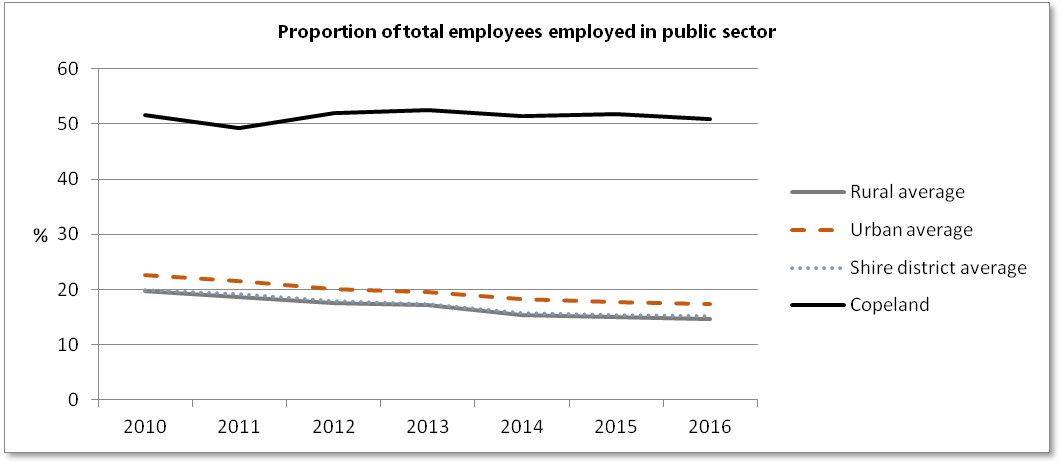 Proportion of total employees employed in public sector
60
50
40
30
20
10
0
%
2010 2011 2012 2013 2014 2015 2016
Rural average
Urban average
Shire district average
Copeland